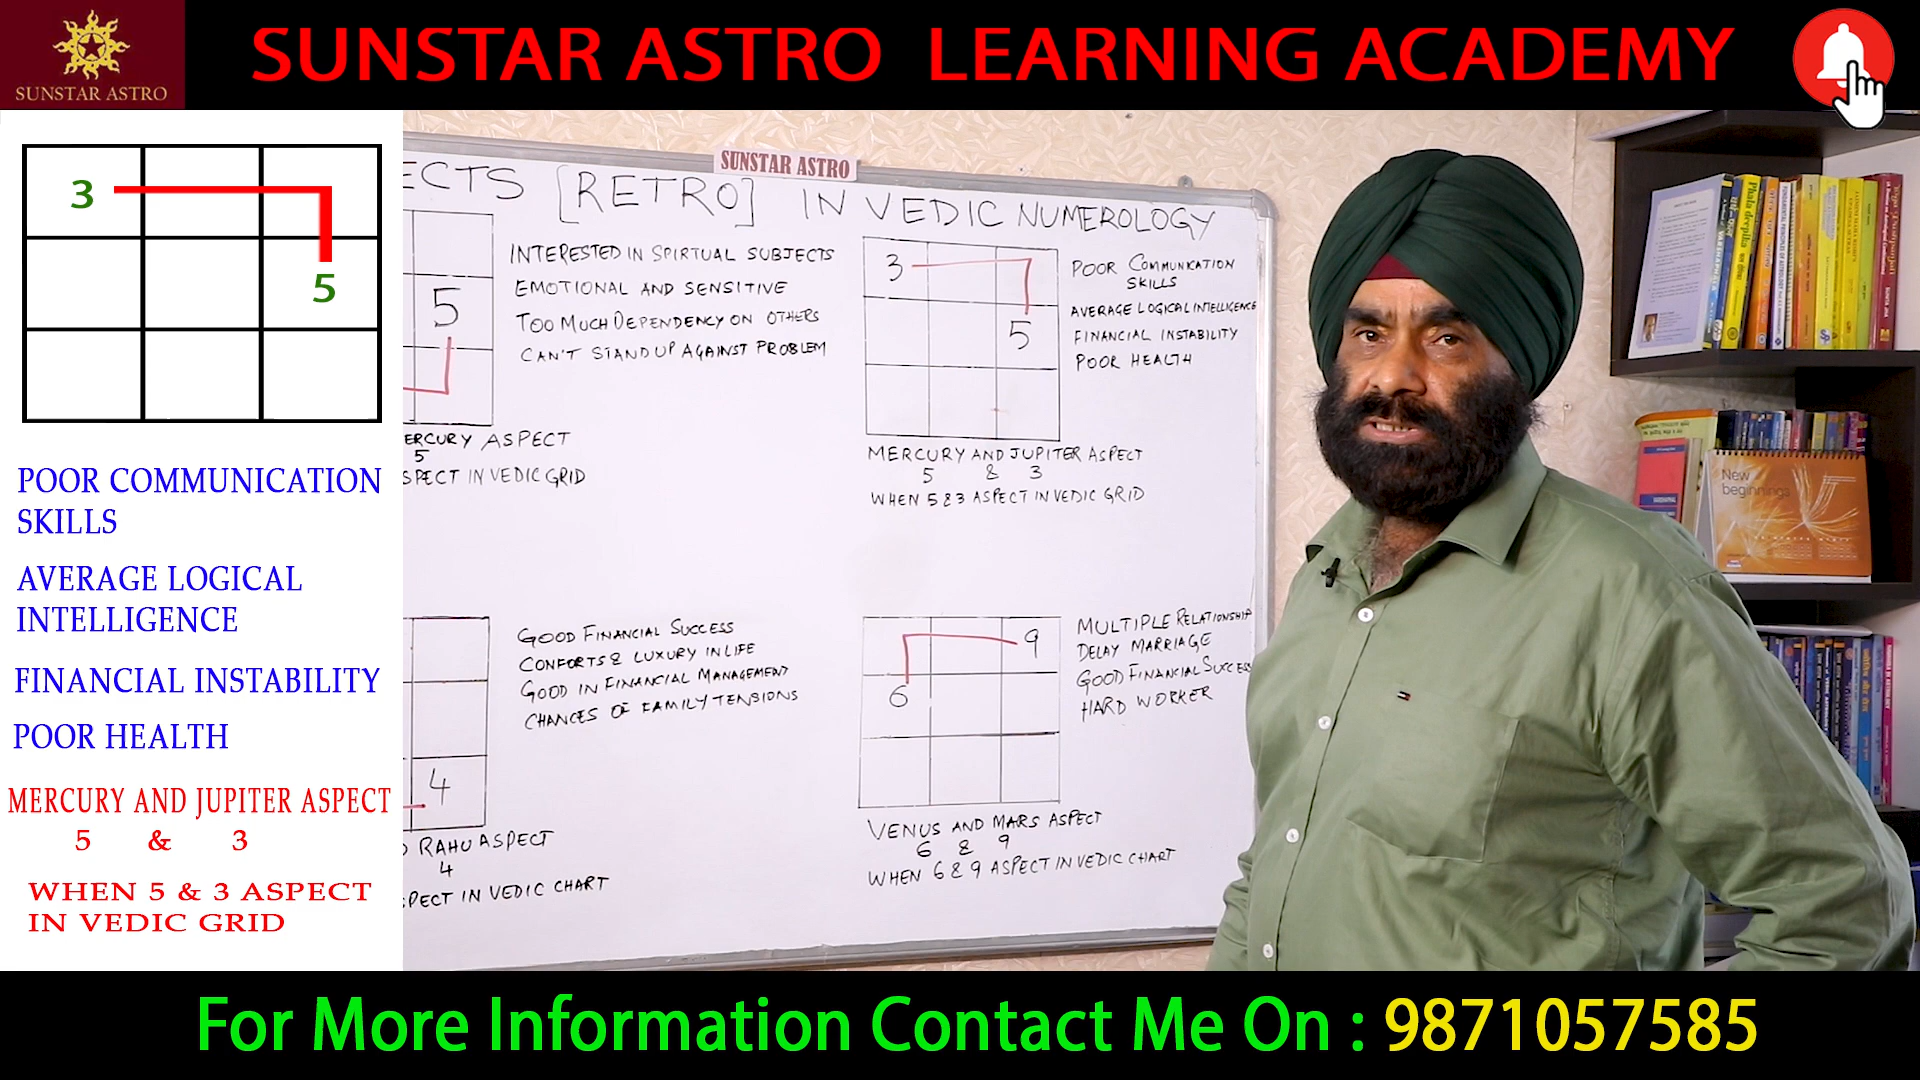 SUNSTAR ASTRO
SUNSTAR ASTRO LEARNING ACADEMY
3
5
POOR COMMUNICATION
SKILLS
AVERAGE LOGICAL
INTELLIGENCE
FINANCIAL INSTABILITY
POOR HEALTH
MERCURY AND JUPITER ASPECT
5 & 3
WHEN 5 & 3 ASPECT
IN VEDIC GRID
SUNSTAR ASTRO
ECTS [RETRO] IN VEDIC NUMEROLOGY
5
INTERESTED IN SPIRTUAL SUBJECTS
EMOTIONAL AND SENSITIVE
TOO MUCH DEPENDENCY ON OTHERS
CAN'T STAND UP AGAINST PROBLEM
ERCURY ASPECT
5
SPECT IN VEDIC GRID
3
5
POOR COMMUNICATION
SKILLS
AVERAGE LOGICAL INTELLIGENCE
FINANCIAL INSTABILITY
POOR HEALTH
MERCURY AND JUPITER ASPECT
5 & 3
WHEN 5 & 3 ASPECT IN VEDIC GRID
4
GOOD FINANCIAL SUCCESS
CONFORTS & LUXURY IN LIFE
GOOD IN FINANCIAL MANAGEMENT
CHANCES OF FAMILY TENSIONS
RAHU ASPECT
4
PECT IN VEDIC CHART
9
6
MULTIPLE RELATIONSHIP
DELAY MARRIAGE
GOOD FINANCIAL SUCCESS
HARD WORKER
VENUS AND MARS ASPECT
6 & 9
WHEN 6 & 9 ASPECT IN VEDIC CHART
New
beginnings
For More Information Contact Me On : 9871057585